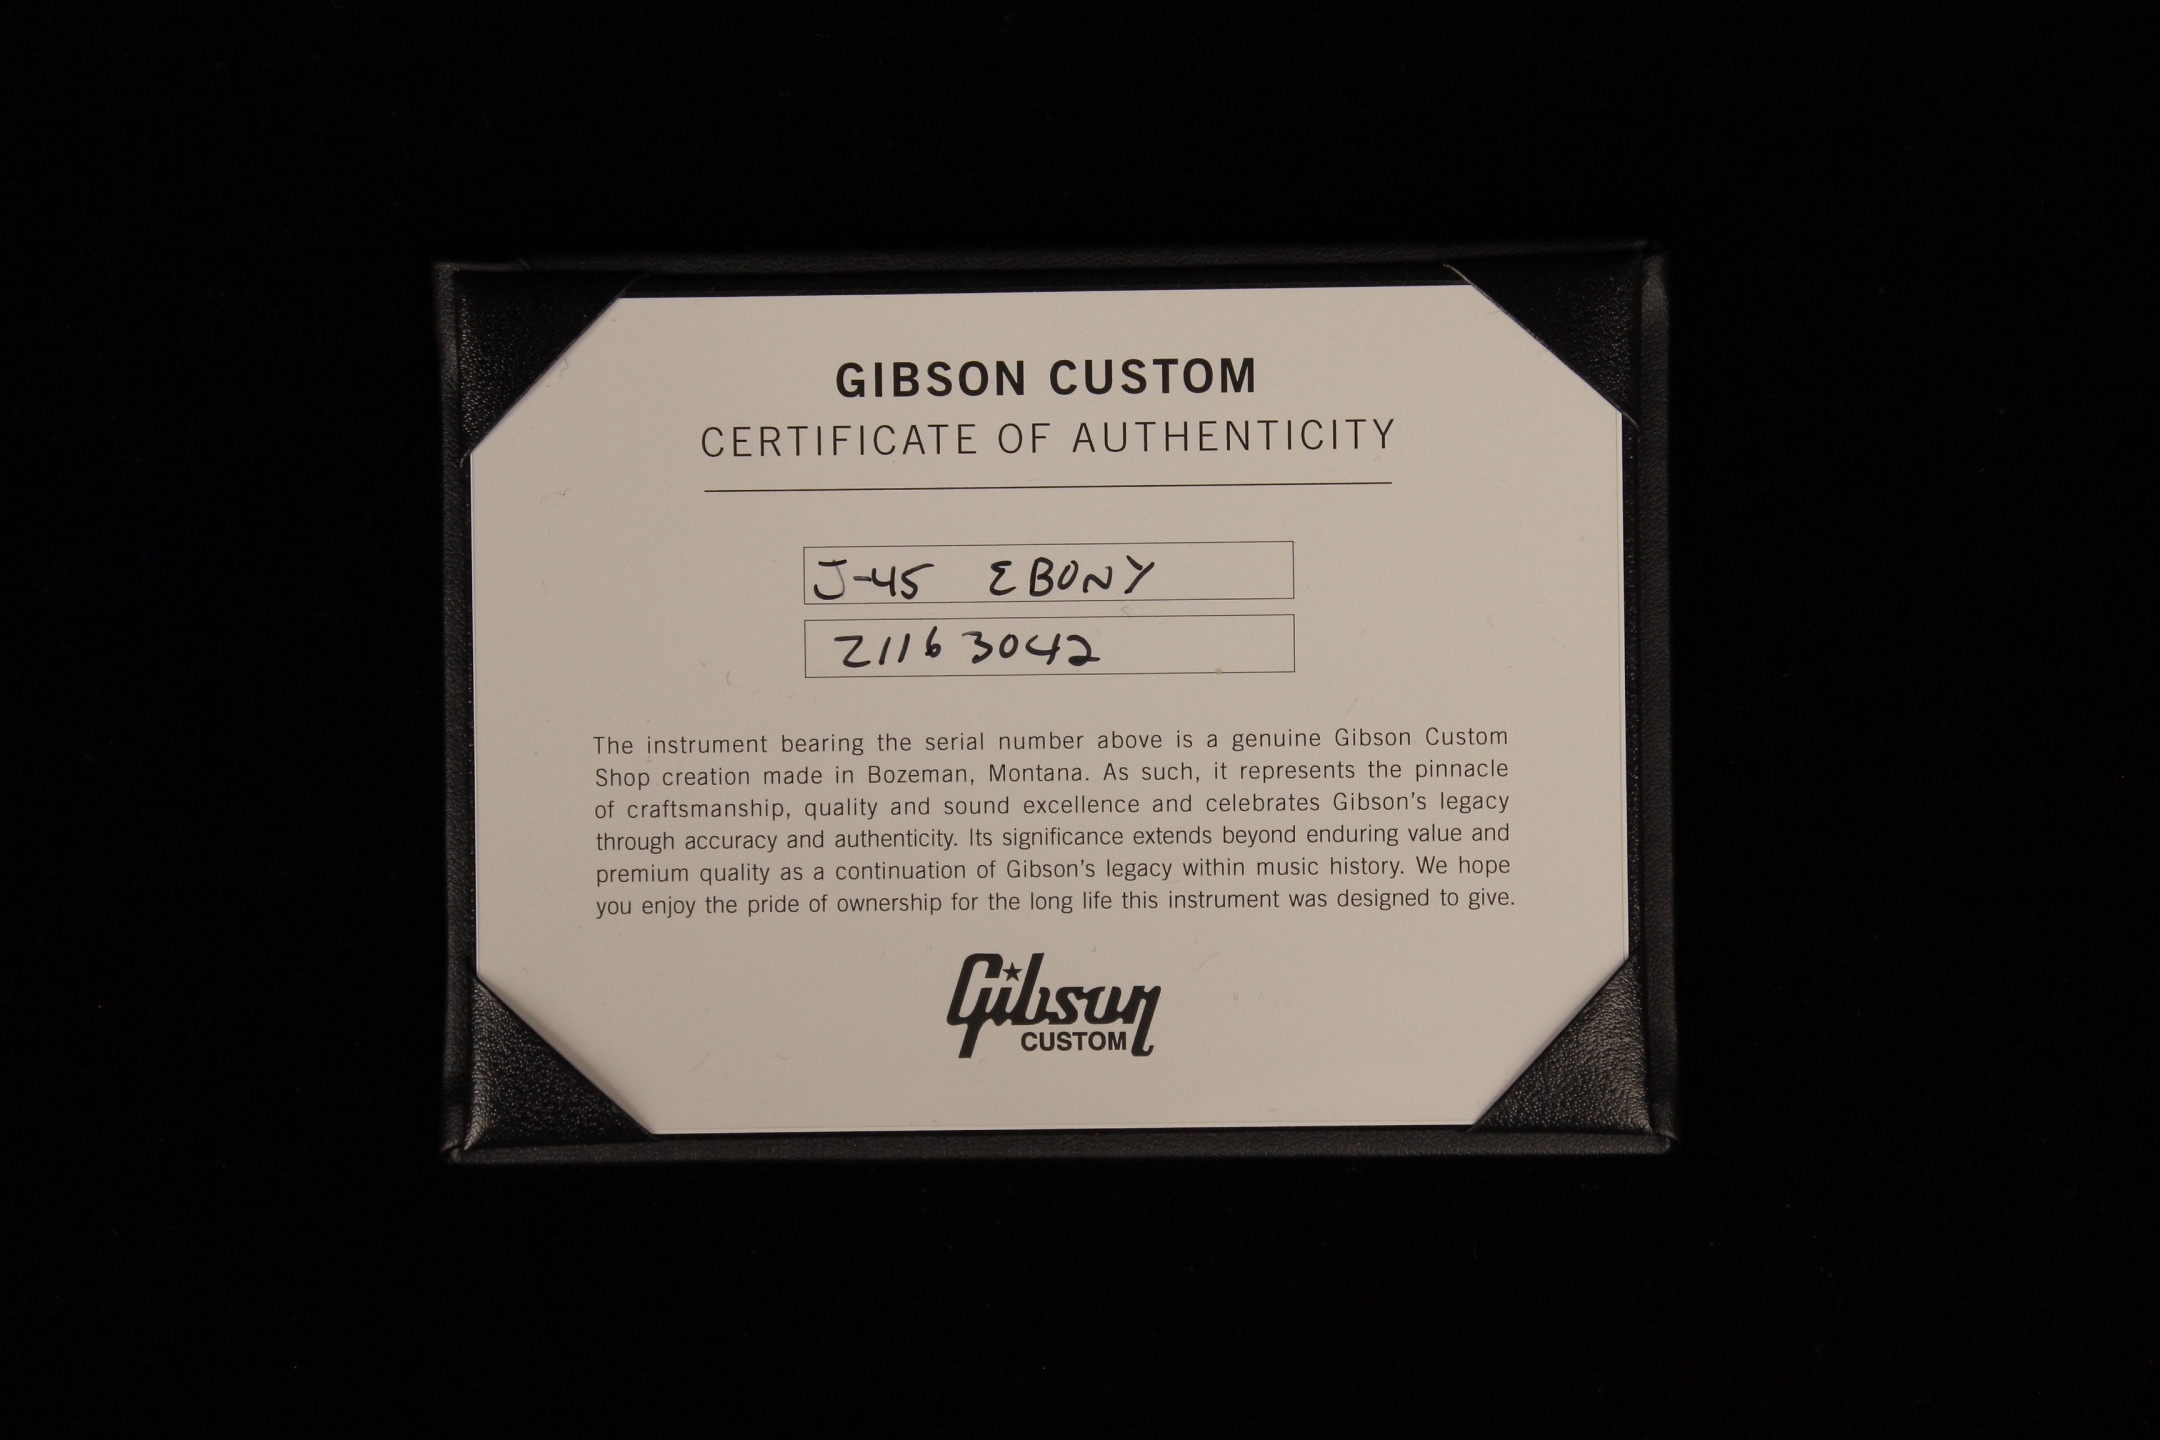 GIBSON CUSTOM
CERTIFICATE OF AUTHENTICITY
J-45 EBONY
21163042
The instrument bearing the serial number above is a genuine Gibson Custom
Shop creation made in Bozeman, Montana. As such, it represents the pinnacle
of craftsmanship, quality and sound excellence and celebrates Gibson's legacy
through accuracy and authenticity. Its significance extends beyond enduring value and
premium quality as a continuation of Gibson's legacy within music history. We hope
you enjoy the pride of ownership for the long life this instrument was designed to give.
Gibson
CUSTOM